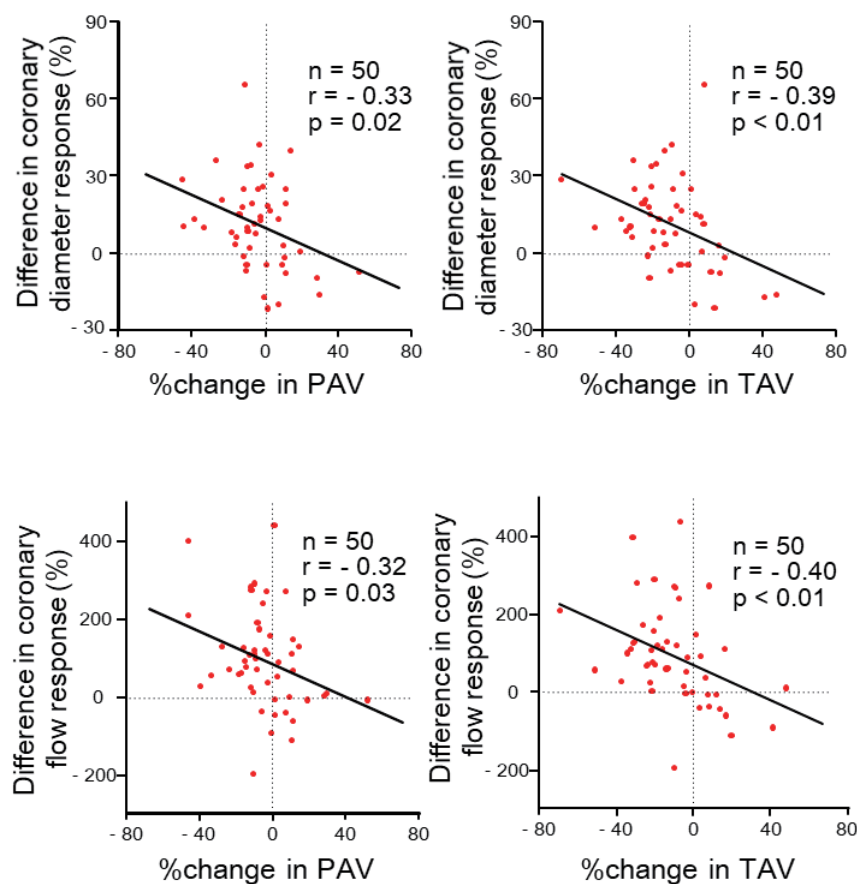 Difference in coronary
diameter response (%)
90
60
30
0
- 30
n = 50
r = - 0.33
p = 0.02
- 80
- 40
0
40
80
%change in PAV
Difference in coronary
diameter response (%)
90
60
30
0
- 30
n = 50
r = - 0.39
p < 0.01
- 80
- 40
0
40
80
%change in TAV
Difference in coronary
flow response (%)
400
200
0
- 200
n = 50
r = - 0.32
p = 0.03
- 80
- 40
0
40
80
%change in PAV
Difference in coronary
flow response (%)
400
200
0
- 200
n = 50
r = - 0.40
p < 0.01
- 80
- 40
0
40
80
%change in TAV